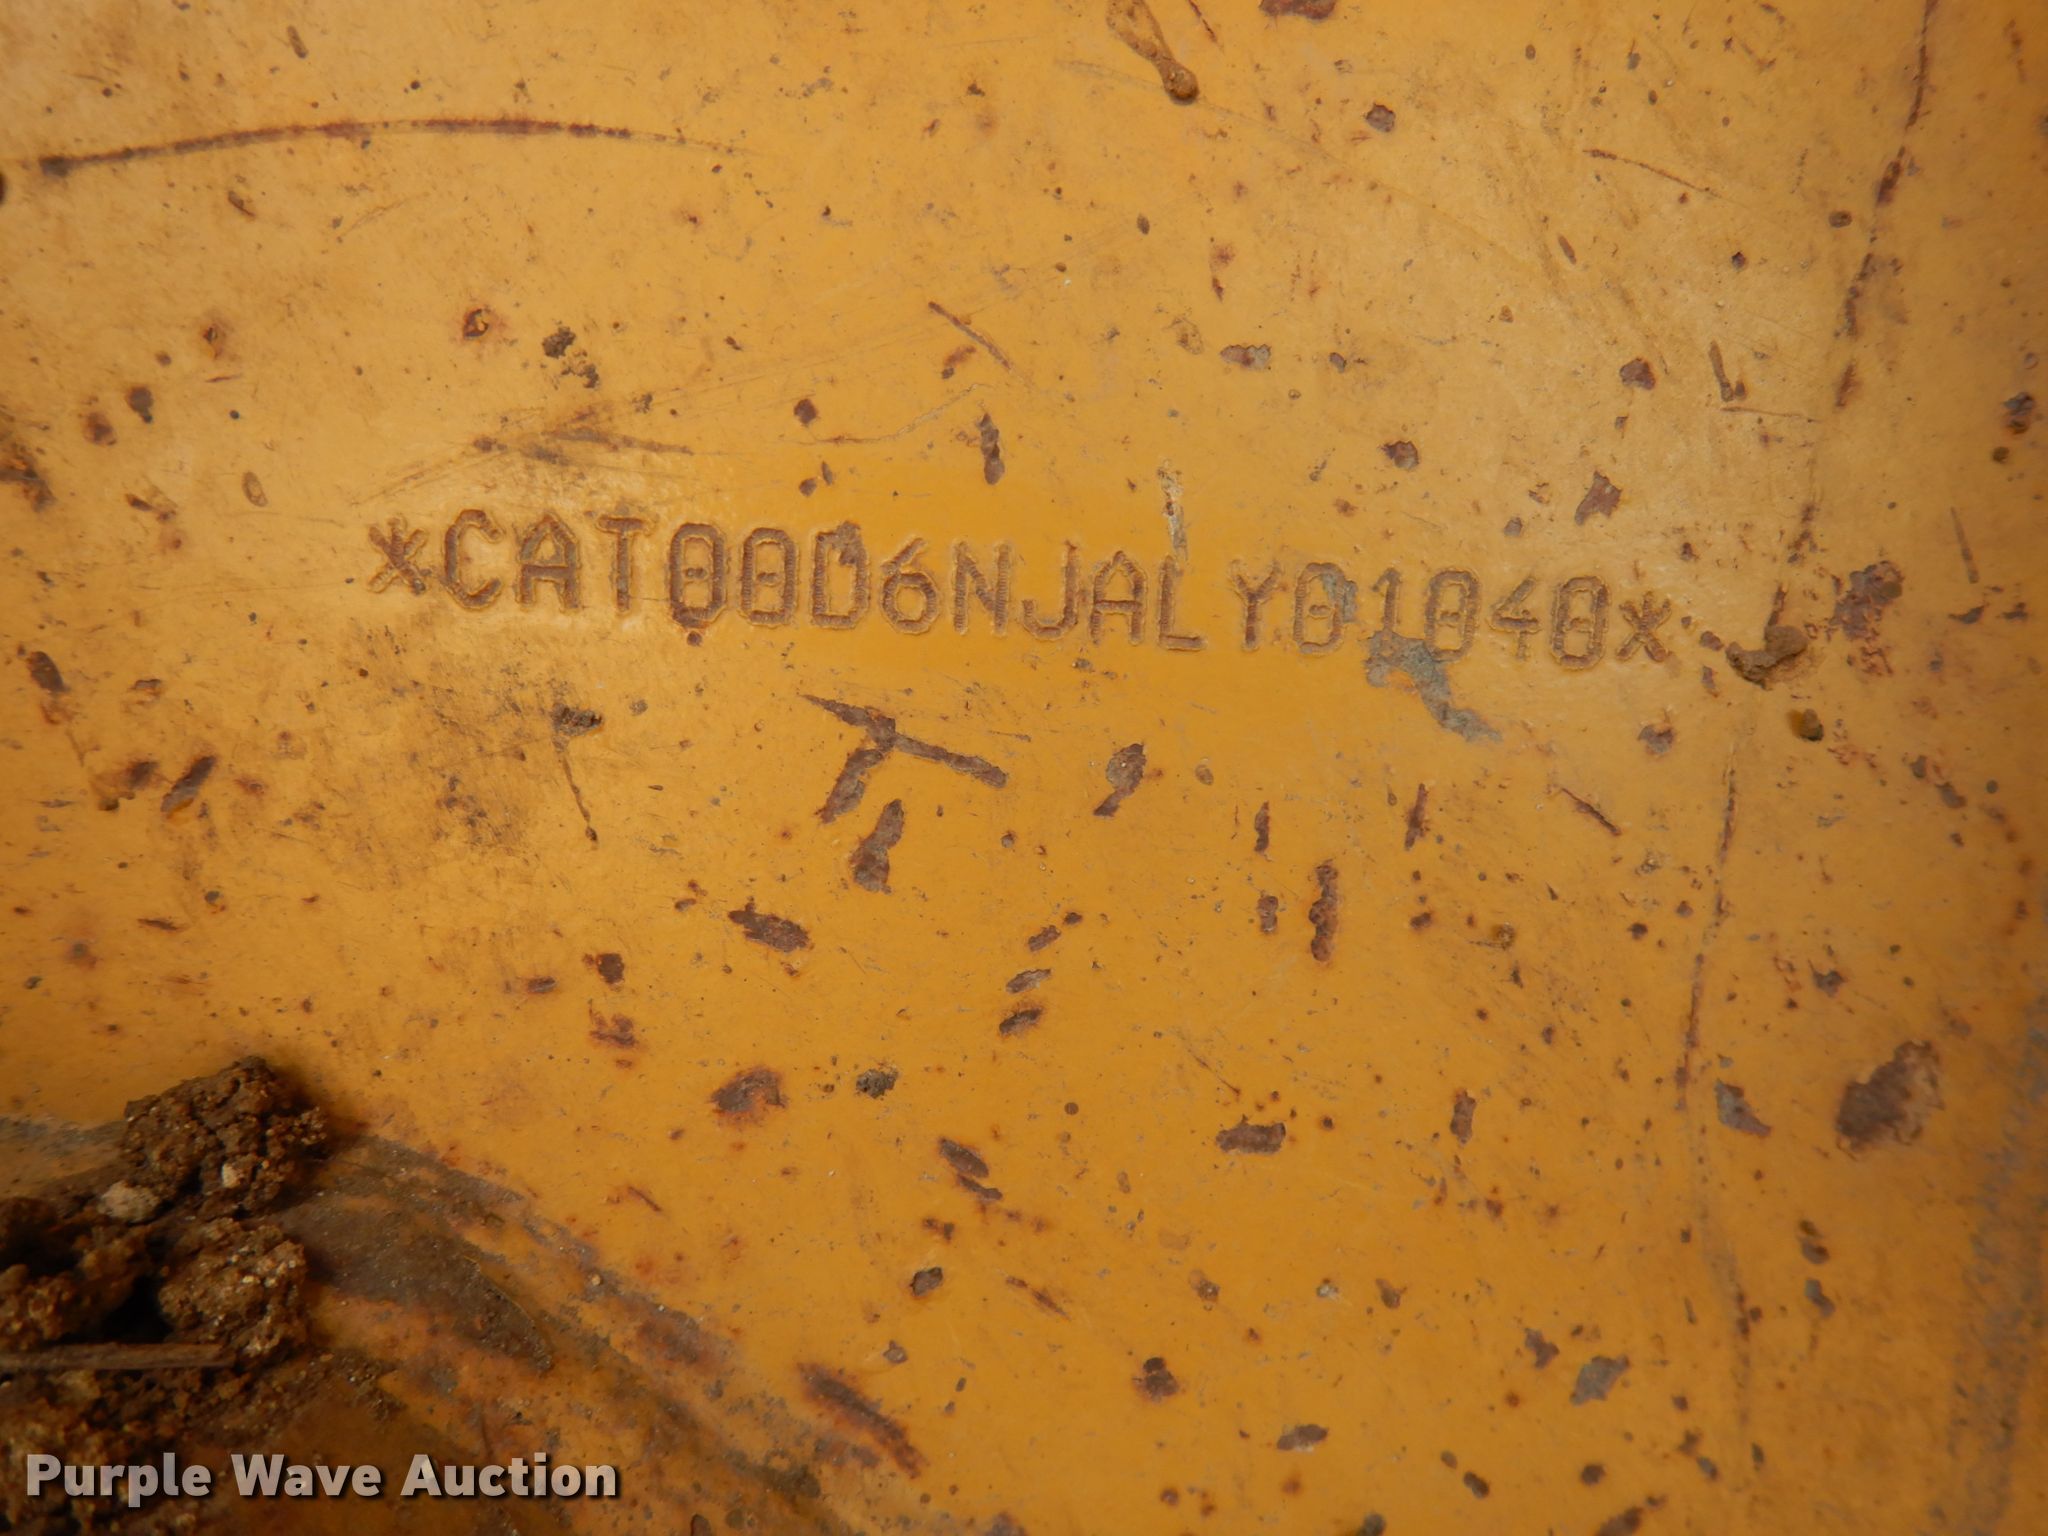 *CAT00D6NJALY01040*
Purple Wave Auction